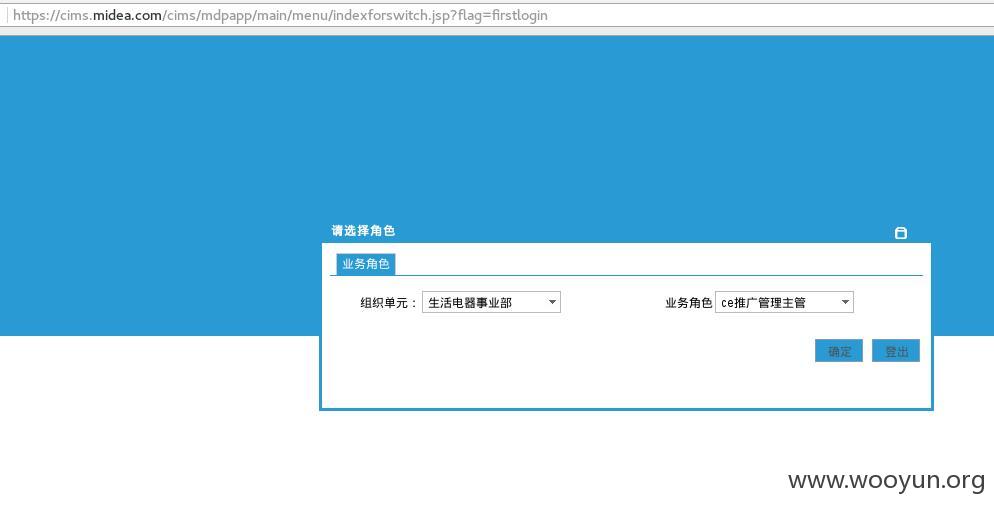 https://cims.midea.com/cims/mdpapp/main/menu/indexforswitch.jsp?flag=firstlogin
请选择角色
业务角色
组织单元： 生活电器事业部 业务角色 ce推广管理主管
确定 登出
www.wooyun.org